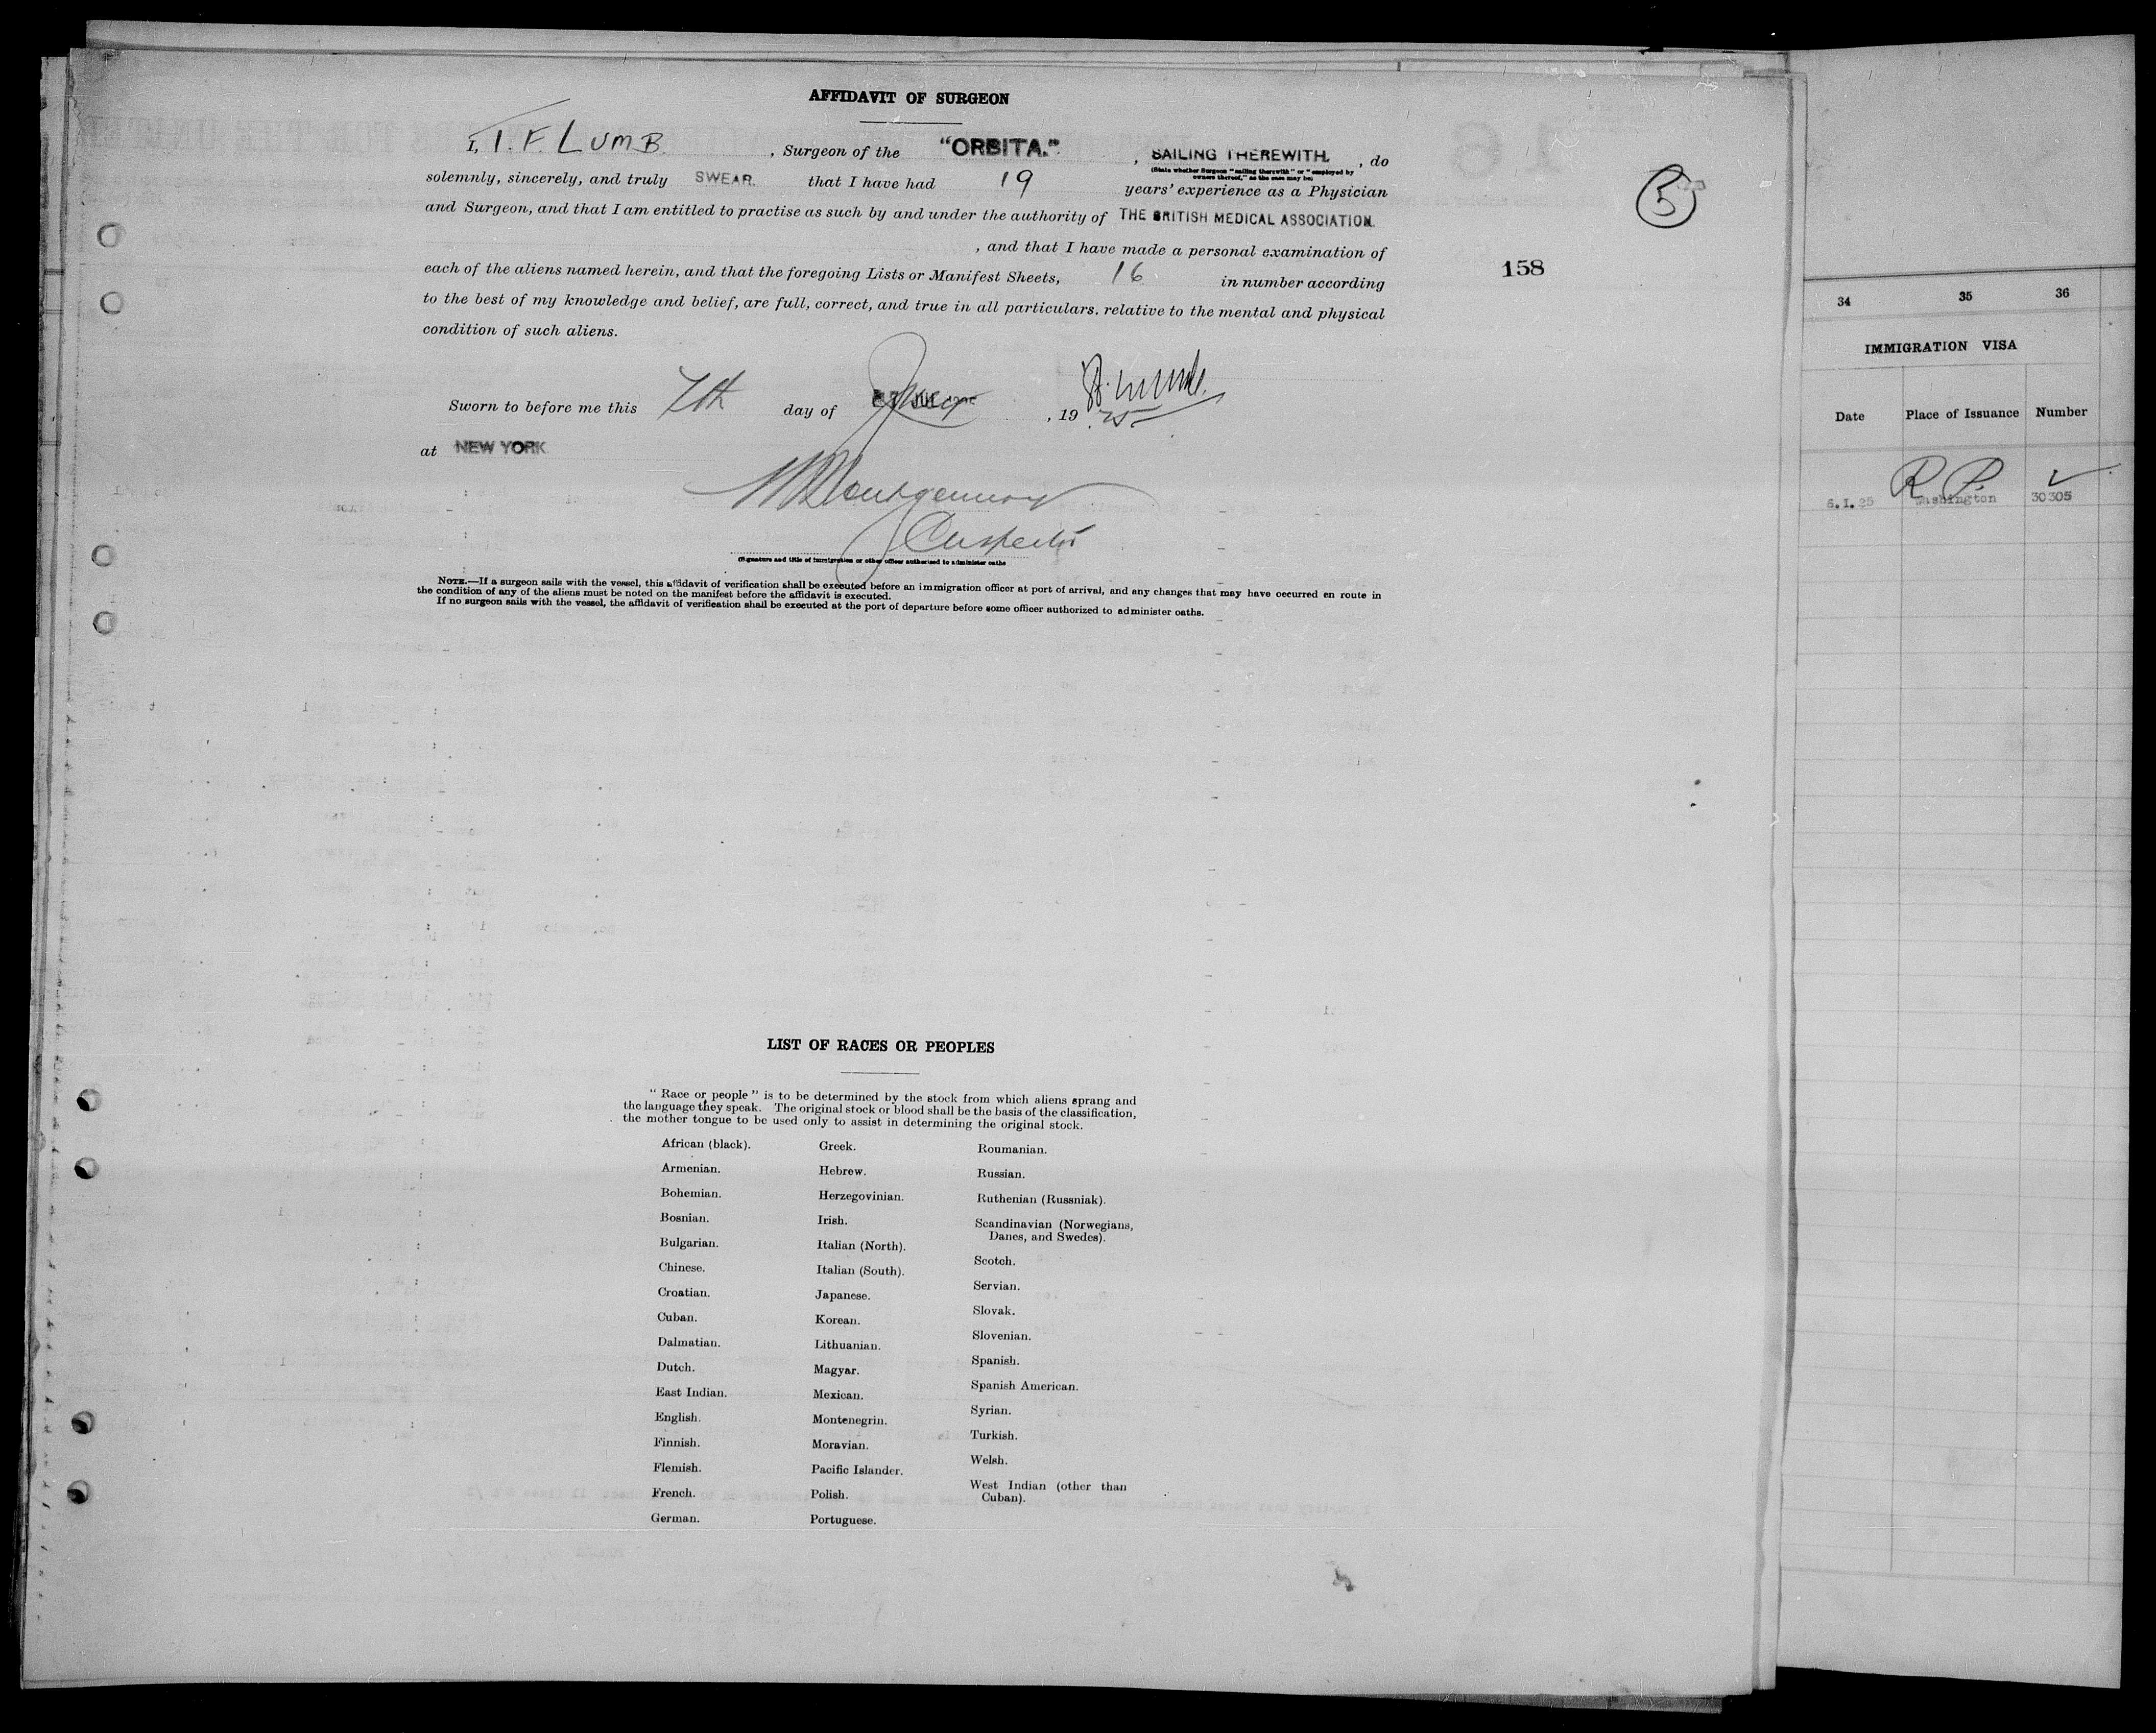 AFFIDAVIT OF SURGEON
I, T. F. LUMB. , Surgeon of the "ORBITA." , SAILING THEREWITH. , do
(State whether Surgeon "sailing therewith" or "employed by
owners thereof," as the case may be)
solemnly, sincerely, and truly SWEAR. that I have had 19 years' experience as a Physician
and Surgeon, and that I am entitled to practise as such by and under the authority of THE BRITISH MEDICAL ASSOCIATION.
, and that I have made a personal examination of
each of the aliens named herein, and that the foregoing Lists or Manifest Sheets, 16 in number according
to the best of my knowledge and belief, are full, correct, and true in all particulars. relative to the mental and physical
condition of such aliens.
Sworn to before me this 7th day of , 19 25
at NEW YORK
Montgomery
Inspector
(Signature and title of immigration or other officer authorised to administer oaths
NOTE.—If a surgeon sails with the vessel, this affidavit of verification shall be executed before an immigration officer at port of arrival, and any changes that may have occurred en route in
the condition of any of the aliens must be noted on the manifest before the affidavit is executed.
If no surgeon sails with the vessel, the affidavit of verification shall be executed at the port of departure before some officer authorized to administer oaths.
5
158
LIST OF RACES OR PEOPLES
"Race or people" is to be determined by the stock from which aliens sprang and
the language they speak. The original stock or blood shall be the basis of the classification,
the mother tongue to be used only to assist in determining the original stock.
African (black).
Armenian.
Bohemian.
Bosnian.
Bulgarian.
Chinese.
Croatian.
Cuban.
Dalmatian.
Dutch.
East Indian.
English.
Finnish.
Flemish.
French.
German.
Greek.
Hebrew.
Herzegovinian.
Irish.
Italian (North).
Italian (South).
Japanese.
Korean.
Lithuanian.
Magyar.
Mexican.
Montenegrin.
Moravian.
Pacific Islander.
Polish.
Portuguese.
Roumanian.
Russian.
Ruthenian (Russniak).
Scandinavian (Norwegians,
Danes, and Swedes).
Scotch.
Servian.
Slovak.
Slovenian.
Spanish.
Spanish American.
Syrian.
Turkish.
Welsh.
West Indian (other than
Cuban).
34 35 36
IMMIGRATION VISA
Date Place of Issuance Number
R P.
6.1.25 Washington 30305